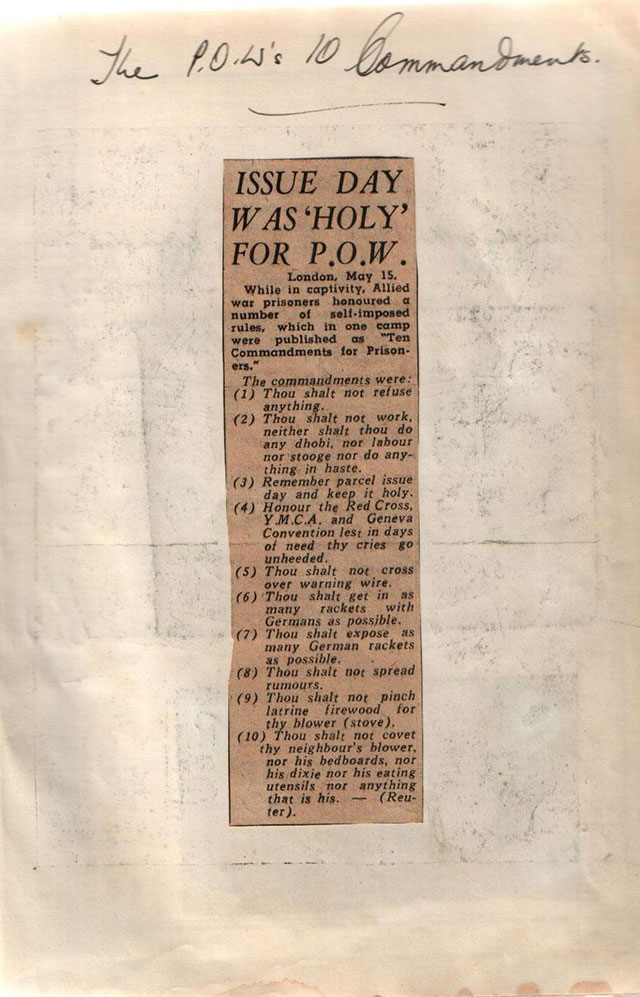 The P.O.W's 10 Commandments.
ISSUE DAY
WAS 'HOLY'
FOR P.O.W.
London, May 15.
While in captivity, Allied
war prisoners honoured a
number of self-imposed
rules, which in one camp
were published as "Ten
Commandments for Prison-
ers."
The commandments were:
(1) Thou shalt not refuse
anything.
(2) Thou shalt not work,
neither shalt thou do
any dhobi, nor labour
nor stooge nor do any-
thing in haste.
(3) Remember parcel issue
day and keep it holy.
(4) Honour the Red Cross,
Y.M.C.A. and Geneva
Convention lest in days
of need thy cries go
unheeded.
(5) Thou shalt not cross
over warning wire.
(6) Thou shalt get in as
many rackets with
Germans as possible.
(7) Thou shalt expose as
many German rackets
as possible.
(8) Thou shalt not spread
rumours.
(9) Thou shalt not pinch
latrine firewood for
thy blower (stove).
(10) Thou shalt not covet
thy neighbour's blower,
nor his bedboards, nor
his dixie nor his eating
utensils nor anything
that is his. — (Reu-
ter).